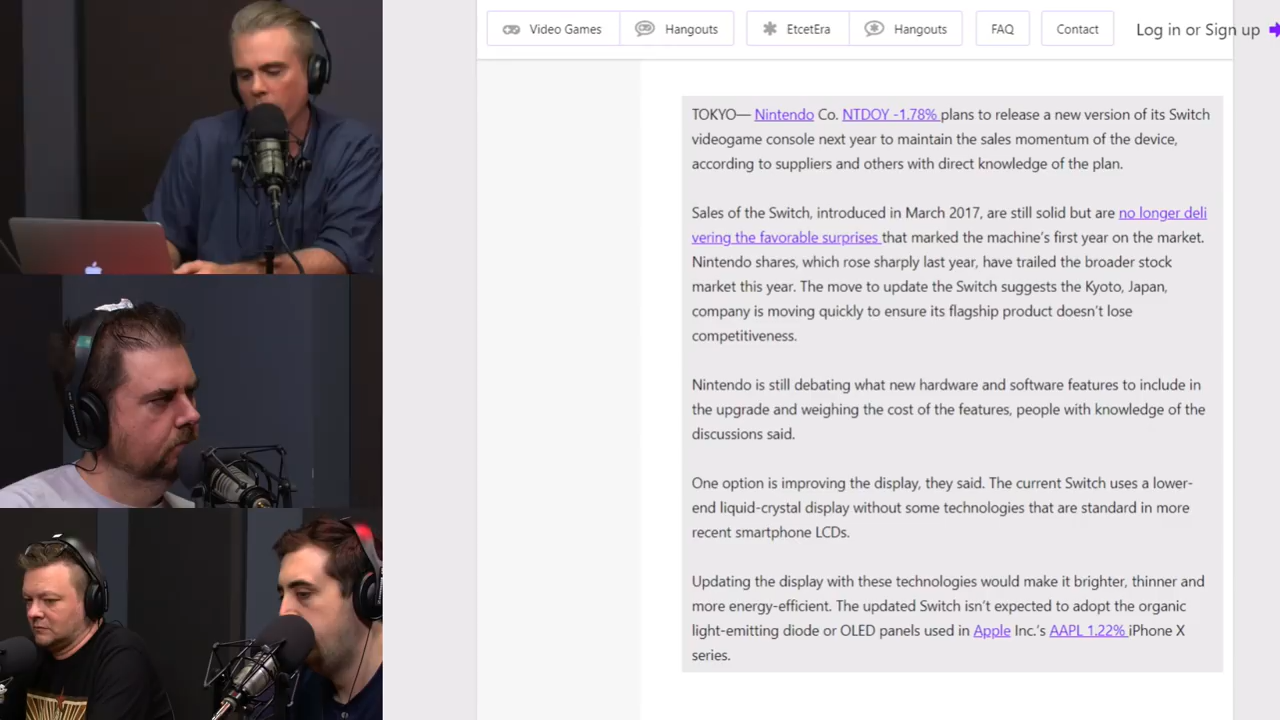 Video Games
Hangouts
EtcetEra
Hangouts
FAQ
Contact
Log in or Sign up
TOKYO— Nintendo Co. NTDOY -1.78% plans to release a new version of its Switch
videogame console next year to maintain the sales momentum of the device,
according to suppliers and others with direct knowledge of the plan.
Sales of the Switch, introduced in March 2017, are still solid but are no longer deli
vering the favorable surprises that marked the machine's first year on the market.
Nintendo shares, which rose sharply last year, have trailed the broader stock
market this year. The move to update the Switch suggests the Kyoto, Japan,
company is moving quickly to ensure its flagship product doesn't lose
competitiveness.
Nintendo is still debating what new hardware and software features to include in
the upgrade and weighing the cost of the features, people with knowledge of the
discussions said.
One option is improving the display, they said. The current Switch uses a lower-
end liquid-crystal display without some technologies that are standard in more
recent smartphone LCDs.
Updating the display with these technologies would make it brighter, thinner and
more energy-efficient. The updated Switch isn't expected to adopt the organic
light-emitting diode or OLED panels used in Apple Inc.'s AAPL 1.22% iPhone X
series.